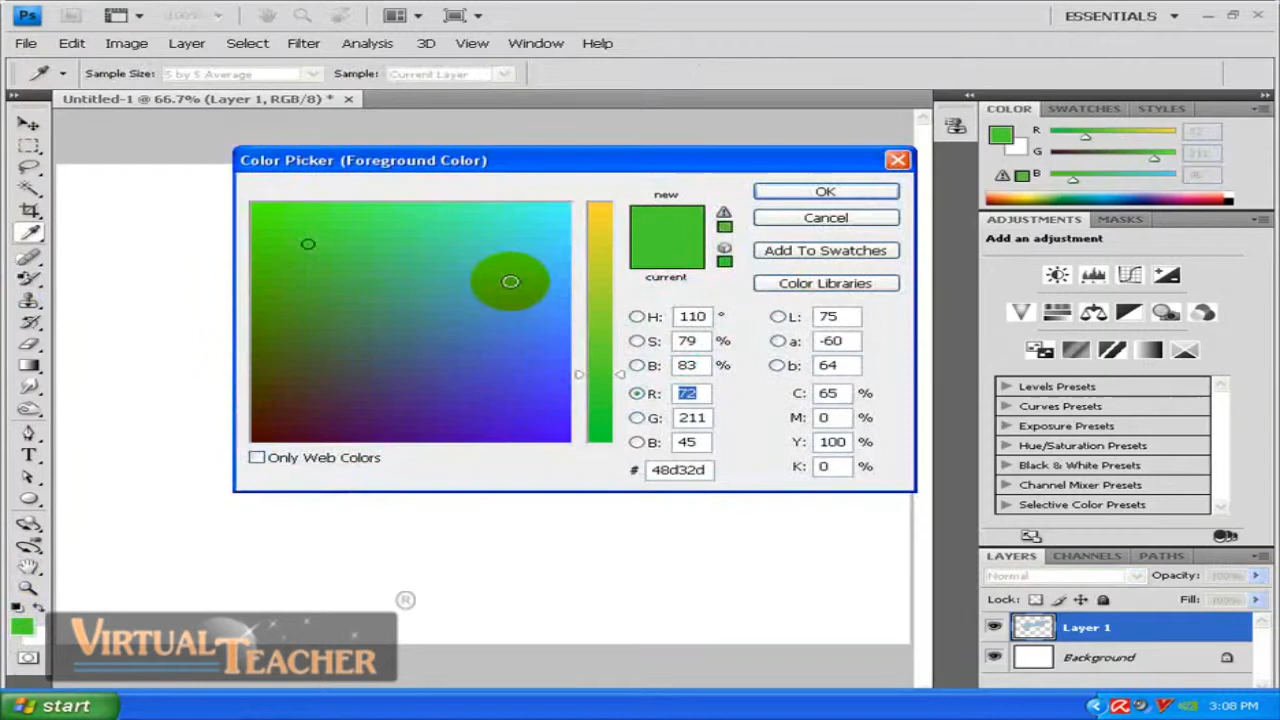 Ps 100% ESSENTIALS
File Edit Image Layer Select Filter Analysis 3D View Window Help
Sample Size: 5 by 5 Average Sample: Current Layer
Untitled-1 @ 66.7% (Layer 1, RGB/8) *
COLOR SWATCHES STYLES
R
G
B
Color Picker (Foreground Color)
new
current
OK
Cancel
Add To Swatches
Color Libraries
H: 110 °
S: 79 %
B: 83 %
R: 72
G: 211
B: 45
# 48d32d
L: 75
a: -60
b: 64
C: 65 %
M: 0 %
Y: 100 %
K: 0 %
Only Web Colors
ADJUSTMENTS MASKS
Add an adjustment
Levels Presets
Curves Presets
Exposure Presets
Hue/Saturation Presets
Black & White Presets
Channel Mixer Presets
Selective Color Presets
LAYERS CHANNELS PATHS
Normal Opacity: 100%
Lock: Fill: 100%
Layer 1
Background
®
VIRTUAL
TEACHER
start 3:08 PM